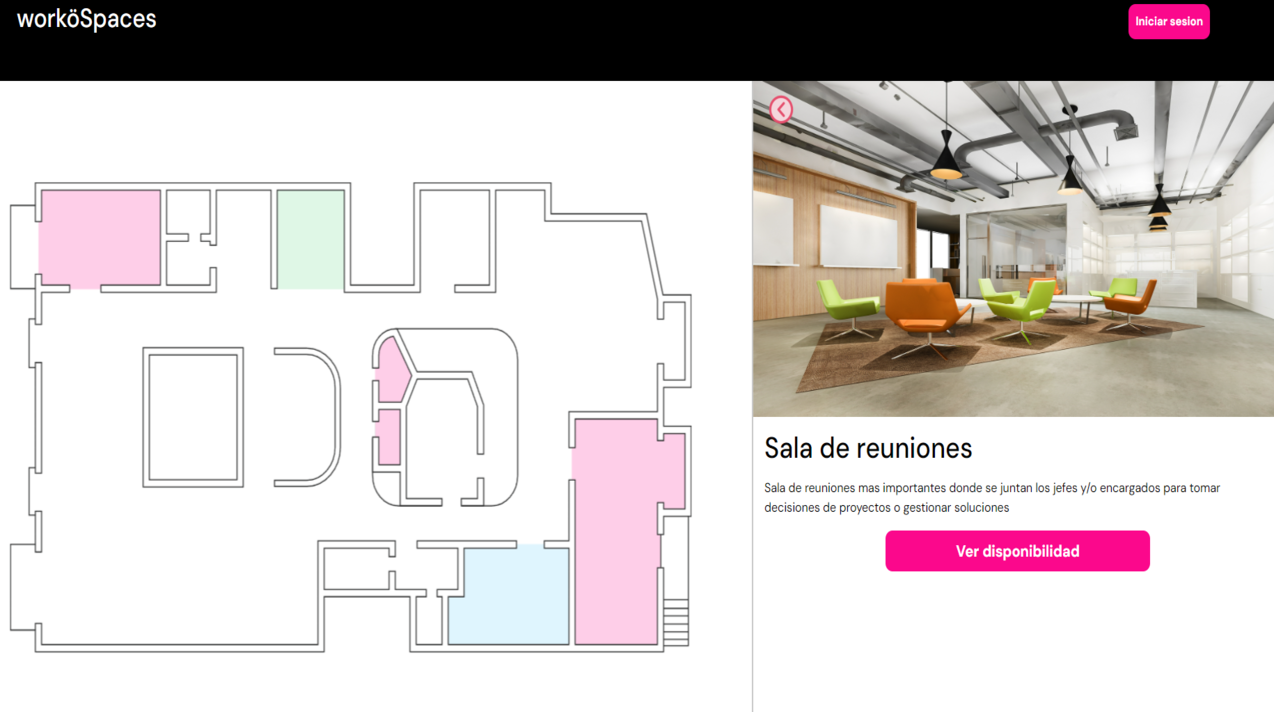 worköSpaces
Iniciar sesion
Sala de reuniones
Sala de reuniones mas importantes donde se juntan los jefes y/o encargados para tomar
decisiones de proyectos o gestionar soluciones
Ver disponibilidad